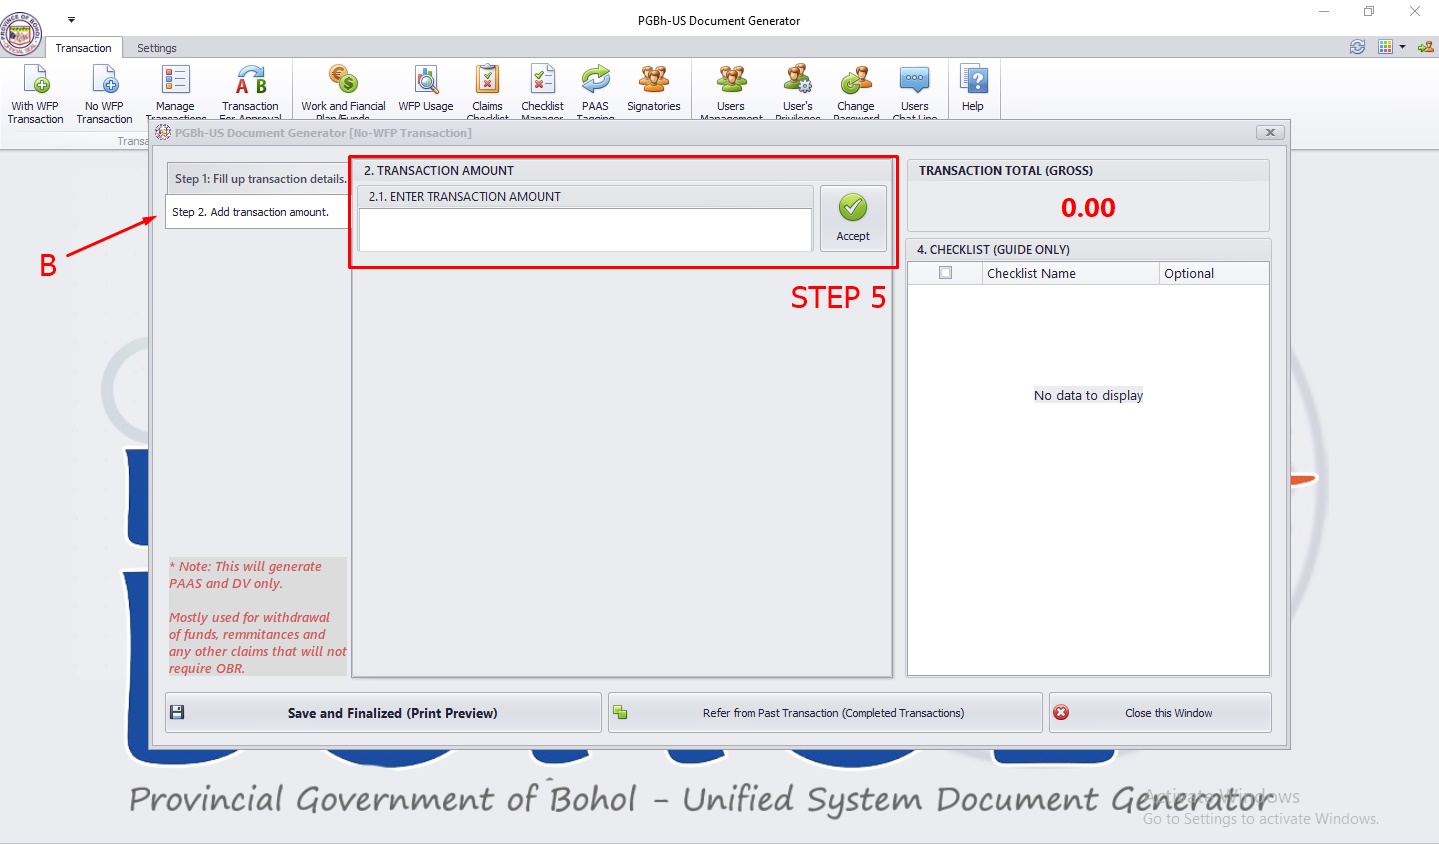 PGBh-US Document Generator
Transaction
Settings
With WFP
Transaction
No WFP
Transaction
Manage
Transactions
Transaction
For Approval
Work and Fiancial
Plan/Funds
WFP Usage
Claims
Checklist
Checklist
Manager
PAAS
Tagging
Signatories
Users
Management
User's
Privileges
Change
Password
Users
Chat Line
Help
Transa
PGBh-US Document Generator [No-WFP Transaction]
Step 1: Fill up transaction details.
Step 2. Add transaction amount.
B
2. TRANSACTION AMOUNT
2.1. ENTER TRANSACTION AMOUNT
Accept
STEP 5
TRANSACTION TOTAL (GROSS)
0.00
4. CHECKLIST (GUIDE ONLY)
Checklist Name
Optional
No data to display
* Note: This will generate
PAAS and DV only.
Mostly used for withdrawal
of funds, remmitances and
any other claims that will not
require OBR.
Save and Finalized (Print Preview)
Refer from Past Transaction (Completed Transactions)
Close this Window
Provincial Government of Bohol - Unified System Document Generator
Activate Windows
Go to Settings to activate Windows.